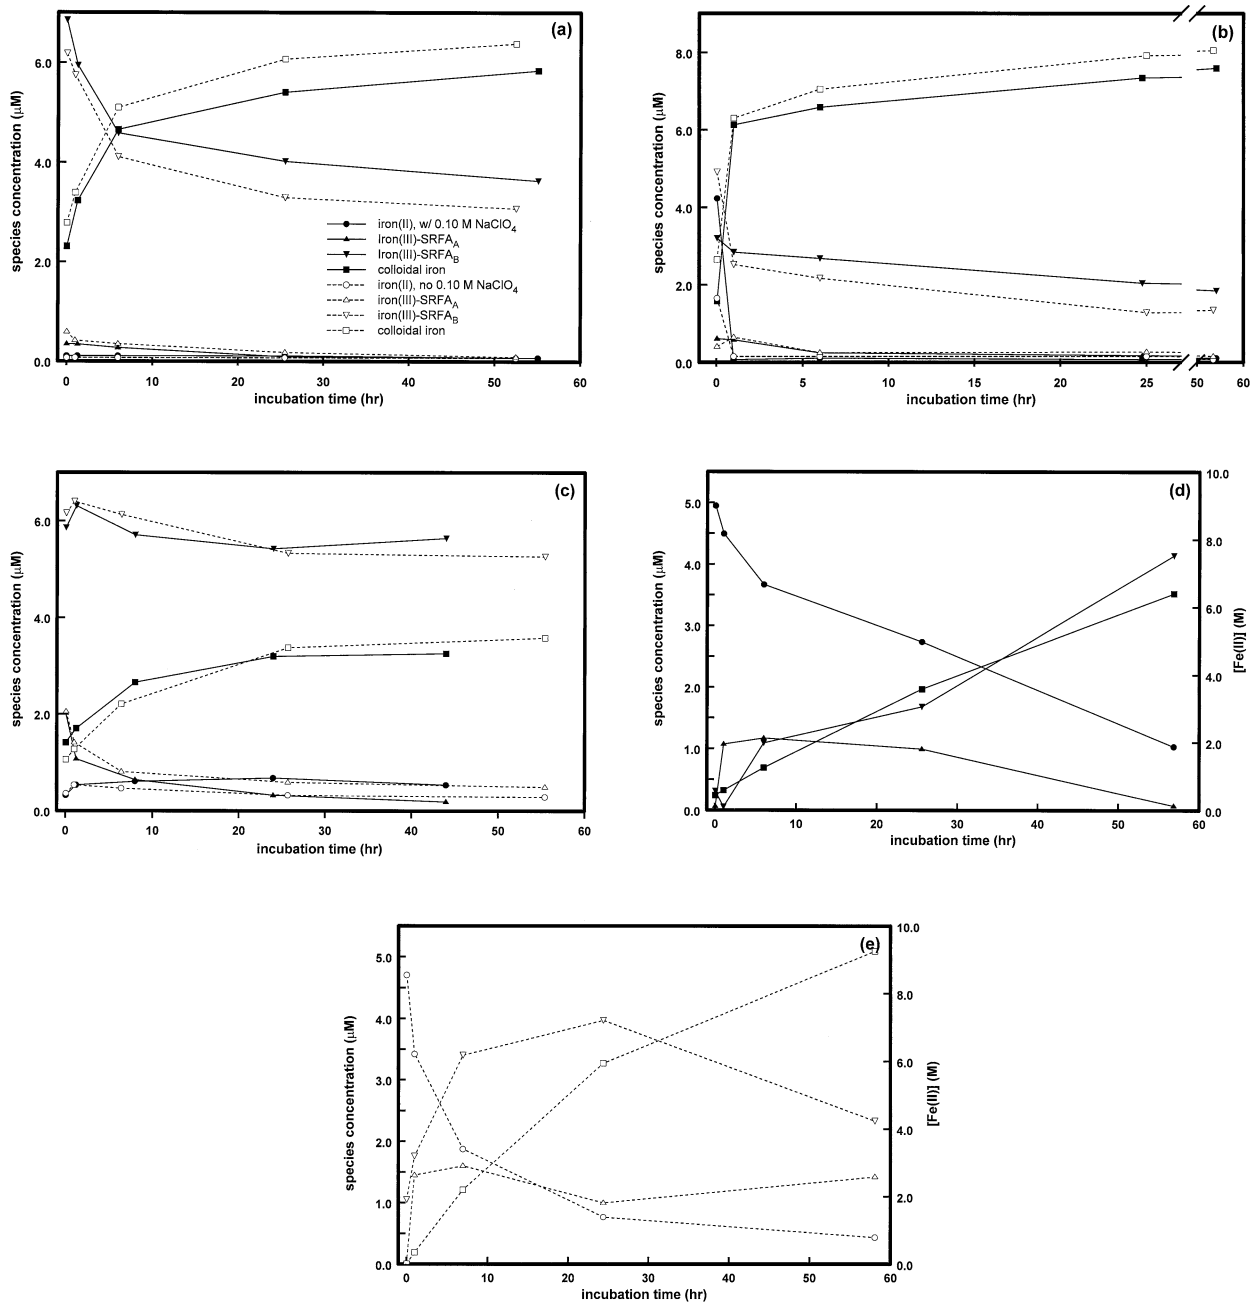 (a)
6.0
4.0
2.0
0.0
species concentration (μM)
iron(II), w/ 0.10 M NaClO4
Iron(III)-SRFAA
Iron(III)-SRFAB
colloidal iron
iron(II), no 0.10 M NaClO4
iron(III)-SRFAA
iron(III)-SRFAB
colloidal iron
0 10 20 30 40 50 60
incubation time (hr)
(b)
8.0
6.0
4.0
2.0
0.0
species concentration (μM)
0 5 10 15 20 25 50 60
incubation time (hr)
(c)
6.0
4.0
2.0
0.0
species concentration (μM)
0 10 20 30 40 50 60
incubation time (hr)
(d)
5.0
4.0
3.0
2.0
1.0
0.0
species concentration (μM)
10.0
8.0
6.0
4.0
2.0
0.0
[Fe(II)] (M)
0 10 20 30 40 50 60
incubation time (hr)
(e)
5.0
4.0
3.0
2.0
1.0
0.0
species concentration (μM)
10.0
8.0
6.0
4.0
2.0
0.0
[Fe(II)] (M)
0 10 20 30 40 50 60
incubation time (hr)